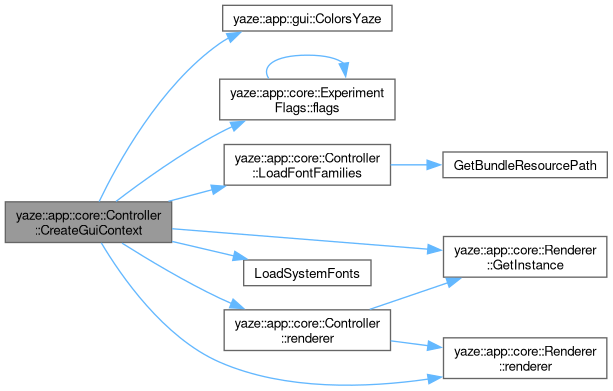 yaze::app::gui::ColorsYaze
yaze::app::core::Experiment
Flags::flags
yaze::app::core::Controller
::LoadFontFamilies
GetBundleResourcePath
yaze::app::core::Controller
::CreateGuiContext
yaze::app::core::Renderer
::GetInstance
LoadSystemFonts
yaze::app::core::Controller
::renderer
yaze::app::core::Renderer
::renderer